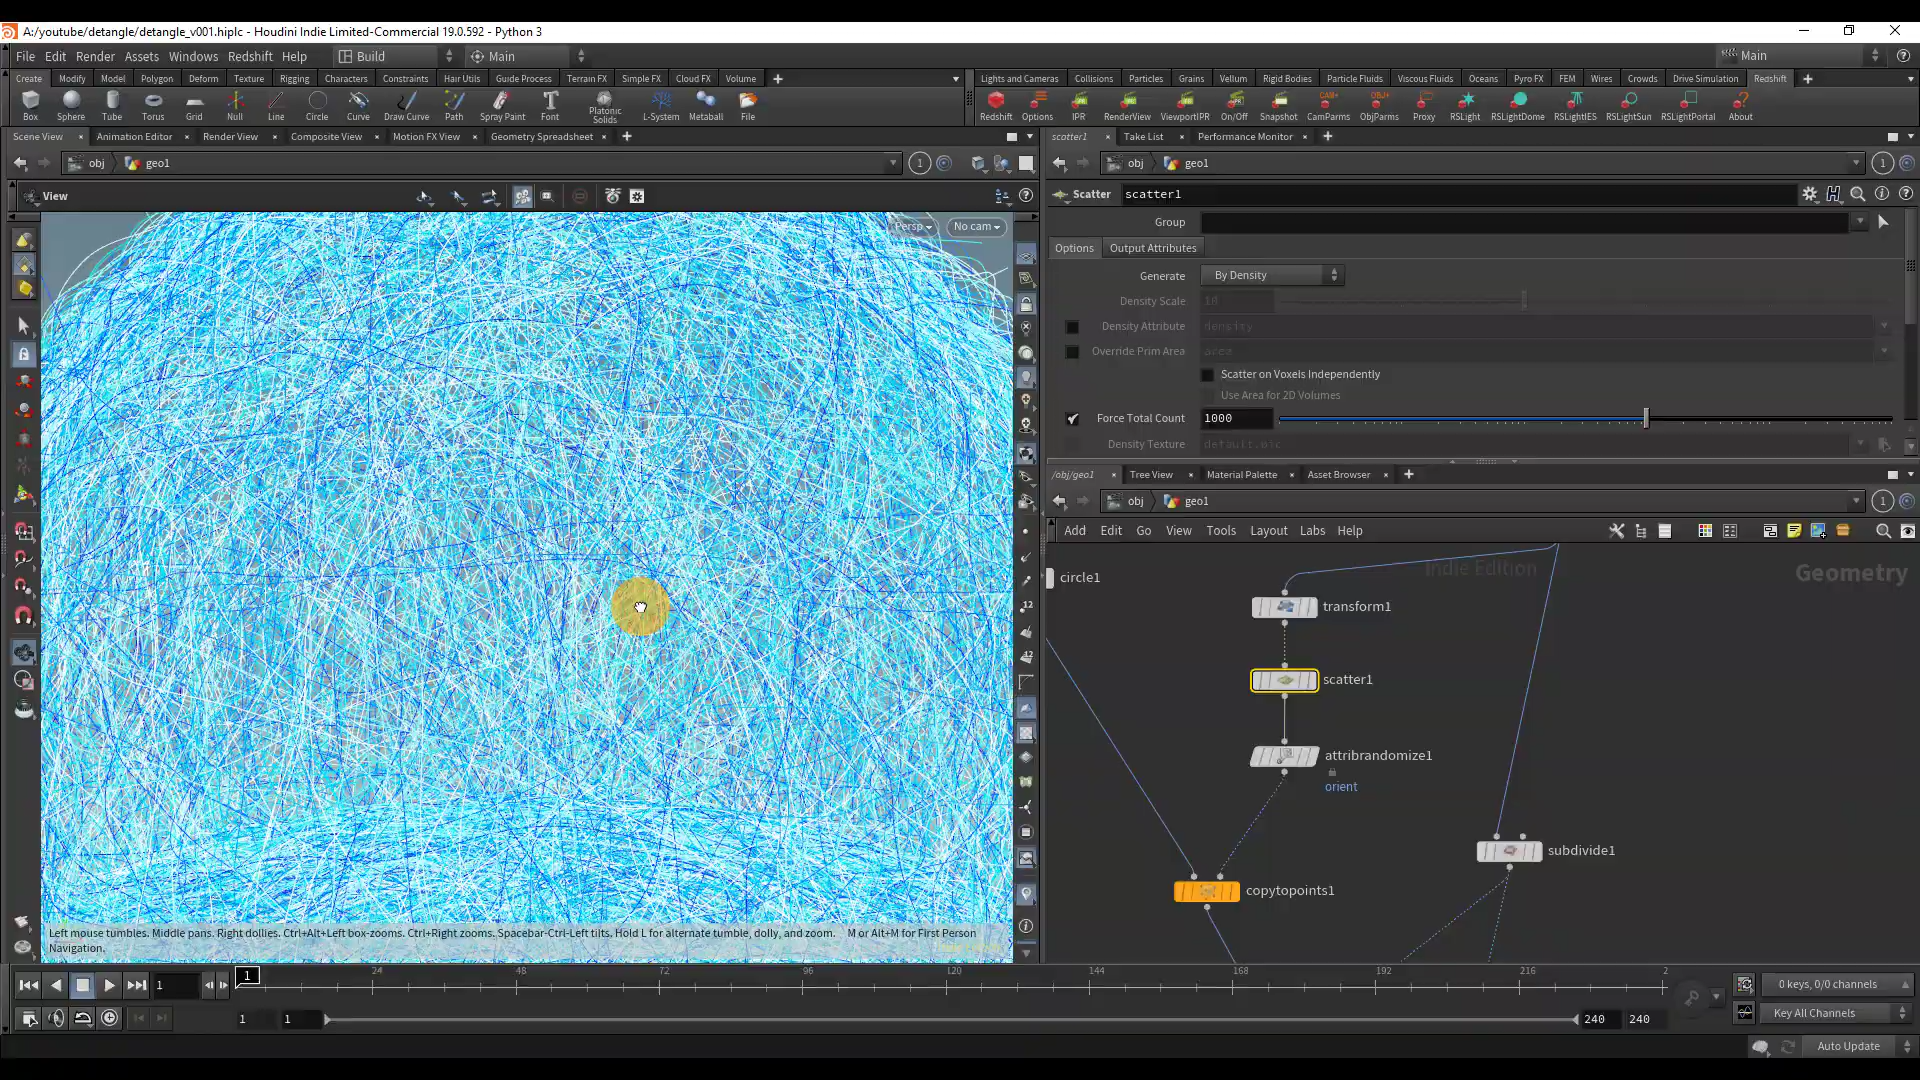 A:/youtube/detangle/detangle_v001.hiplc - Houdini Indie Limited-Commercial 19.0.592 - Python 3
File Edit Render Assets Windows Redshift Help Build Main Main
Create Modify Model Polygon Deform Texture Rigging Characters Constraints Hair Utils Guide Process Terrain FX Simple FX Cloud FX Volume
Lights and Cameras Collisions Particles Grains Vellum Rigid Bodies Particle Fluids Viscous Fluids Oceans Pyro FX FEM Wires Crowds Drive Simulation Redshift
Box Sphere Tube Torus Grid Null Line Circle Curve Draw Curve Path Spray Paint Font Platonic Solids L-System Metaball File
Redshift Options IPR RenderView ViewportIPR On/Off Snapshot CamParms ObjParms Proxy RSLight RSLightDome RSLightIES RSLightSun RSLightPortal About
Scene View Animation Editor Render View Composite View Motion FX View Geometry Spreadsheet
scatter1 Take List Performance Monitor
obj geo1 1
obj geo1 1
View
Scatter scatter1
Group
Persp No cam
Options Output Attributes
Generate By Density
Density Scale 10
Density Attribute density
Override Prim Area area
Scatter on Voxels Independently
Use Area for 2D Volumes
Force Total Count 1000
Density Texture default.pic
/obj/geo1 Tree View Material Palette Asset Browser
obj geo1 1
Add Edit Go View Tools Layout Labs Help
Indie Edition
Geometry
circle1
transform1
scatter1
attribrandomize1
orient
subdivide1
copytopoints1
Left mouse tumbles. Middle pans. Right dollies. Ctrl+Alt+Left box-zooms. Ctrl+Right zooms. Spacebar-Ctrl-Left tilts. Hold L for alternate tumble, dolly, and zoom. M or Alt+M for First Person Navigation.
1 1 24 48 72 96 120 144 168 192 216 2
0 keys, 0/0 channels
1 1 240 240
Key All Channels
Auto Update